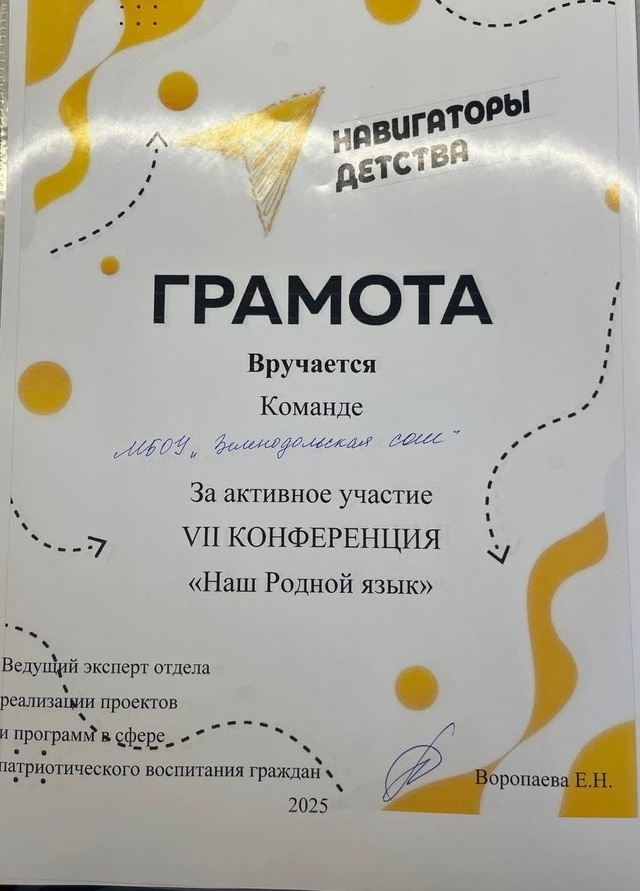 НАВИГАТОРЫ
ДЕТСТВА
ГРАМОТА
Вручается
Команде
МБОУ „Зеленодольская сош"
За активное участие
VII КОНФЕРЕНЦИЯ
«Наш Родной язык»
Ведущий эксперт отдела
реализации проектов
и программ в сфере
патриотического воспитания граждан
Воропаева Е.Н.
2025